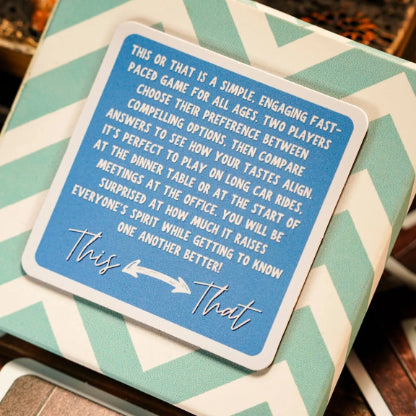 THIS OR THAT IS A SIMPLE, ENGAGING FAST-
PACED GAME FOR ALL AGES. TWO PLAYERS
CHOOSE THEIR PREFERENCE BETWEEN
COMPELLING OPTIONS, THEN COMPARE
ANSWERS TO SEE HOW YOUR TASTES ALIGN.
IT'S PERFECT TO PLAY ON LONG CAR RIDES,
AT THE DINNER TABLE OR AT THE START OF
MEETINGS AT THE OFFICE. YOU WILL BE
SURPRISED AT HOW MUCH IT RAISES
EVERYONE'S SPIRIT WHILE GETTING TO KNOW
ONE ANOTHER BETTER!
This
That